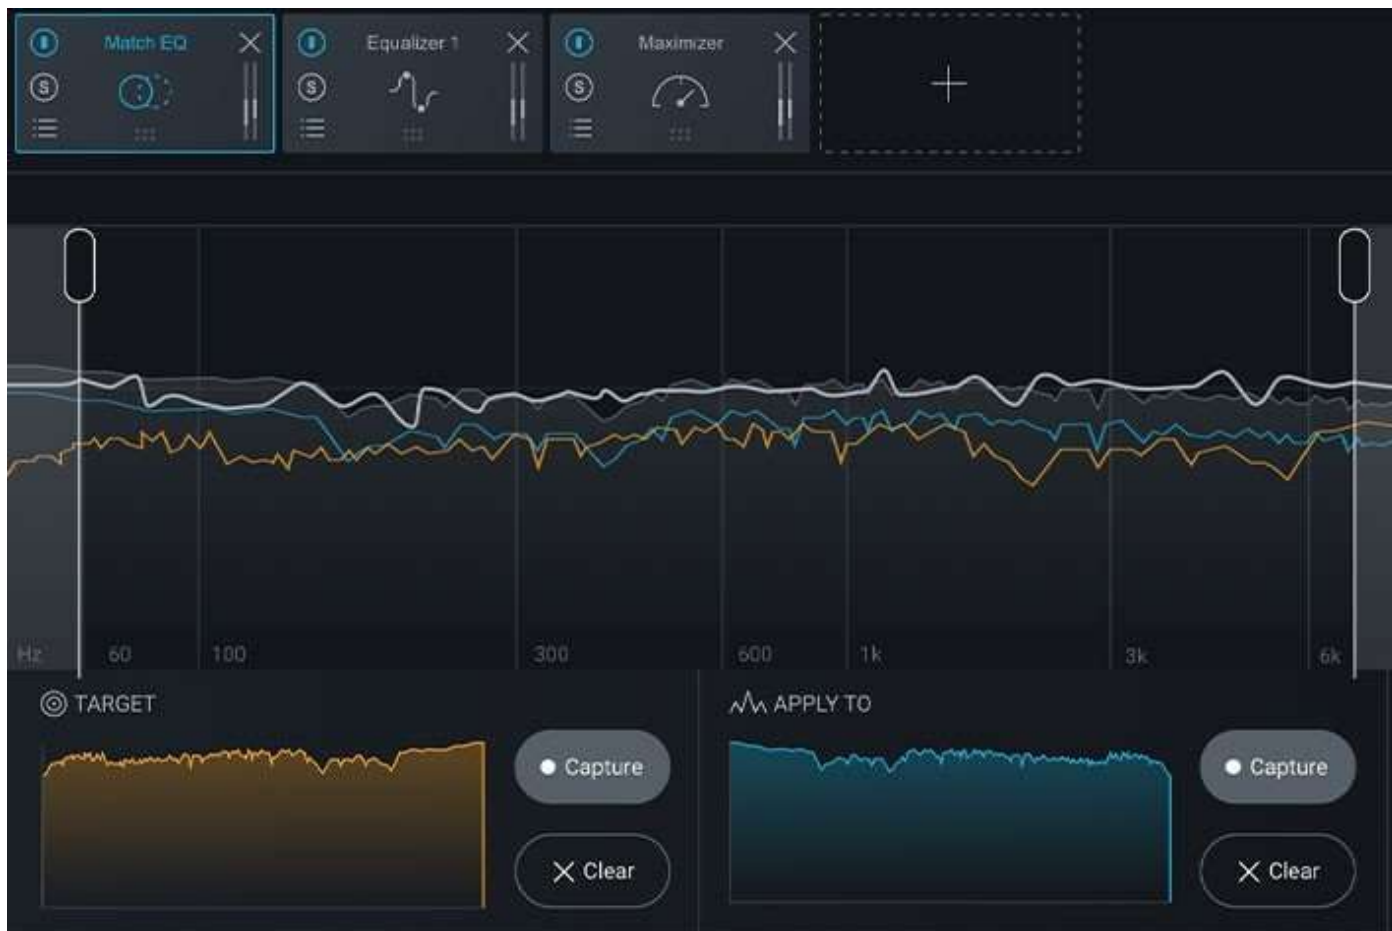 Match EQ
Equalizer 1
Maximizer
S
S
S
Hz 60 100 300 600 1k 3k 6k
TARGET
Capture
Clear
APPLY TO
Capture
Clear